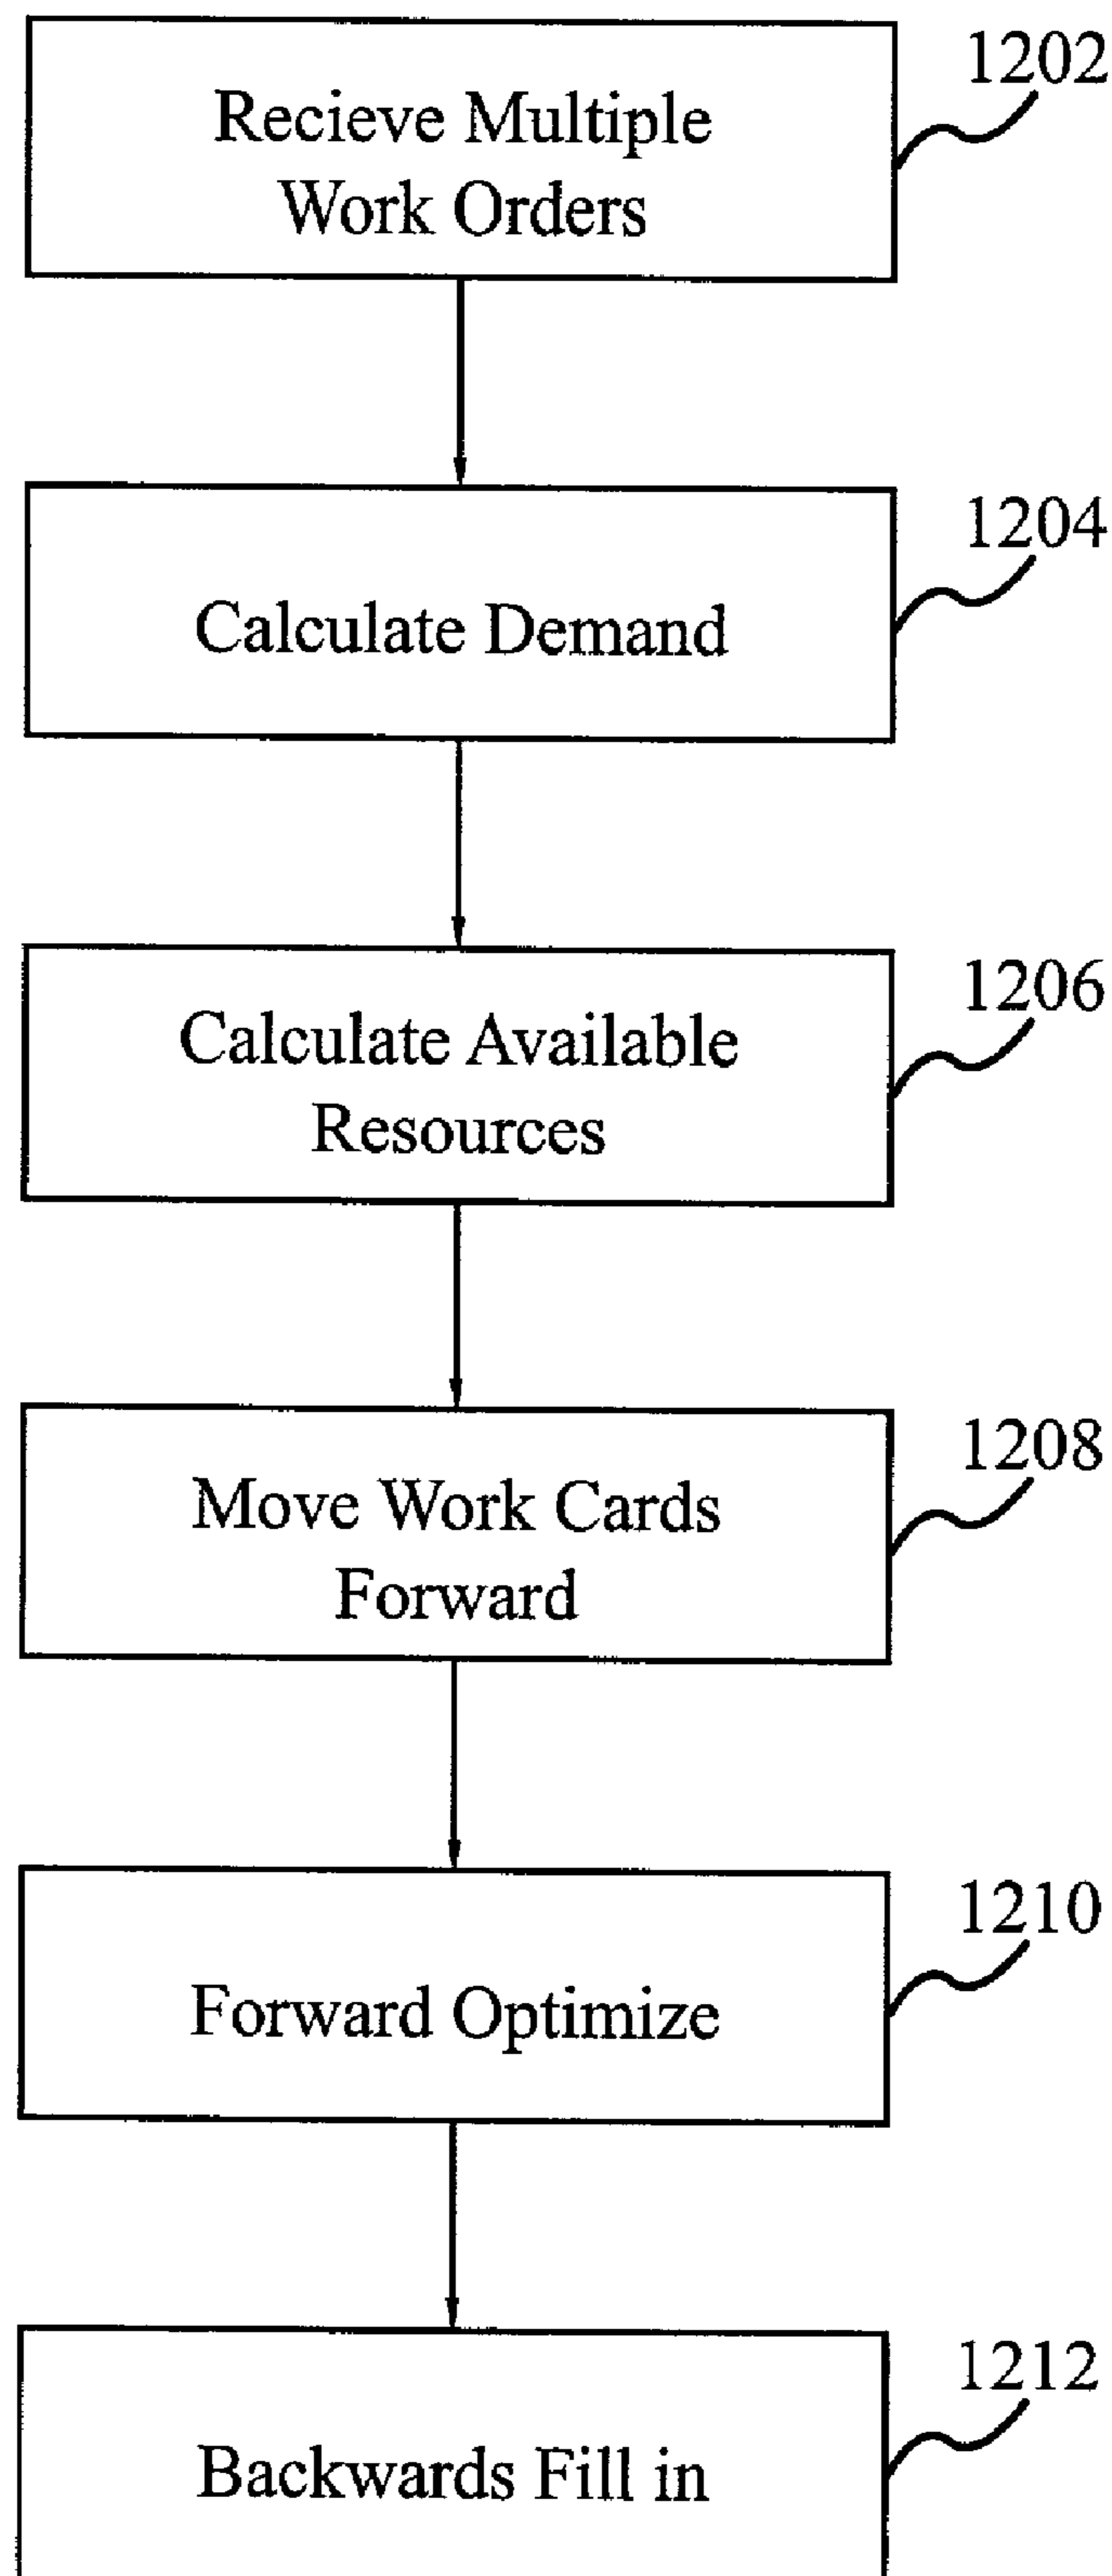 1202
Recieve Multiple
Work Orders
1204
Calculate Demand
1206
Calculate Available
Resources
1208
Move Work Cards
Forward
1210
Forward Optimize
1212
Backwards Fill in